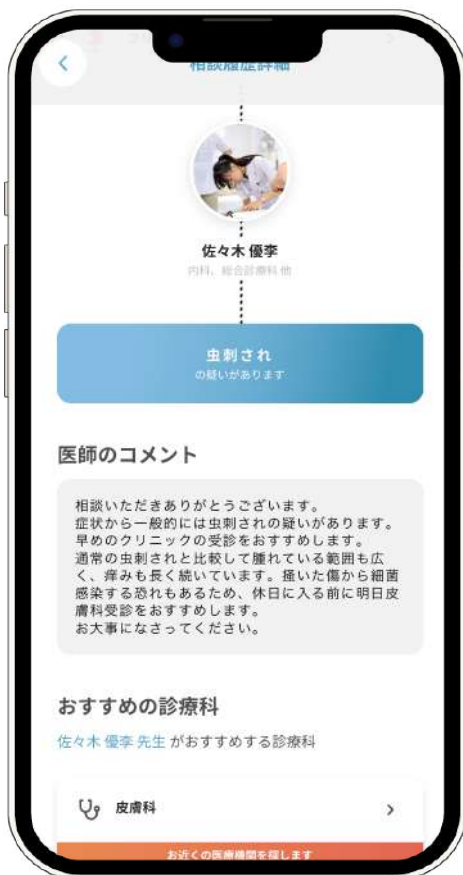 相談履歴詳細
佐々木 優李
内科、総合診療科 他
虫刺され
の疑いがあります
医師のコメント
相談いただきありがとうございます。
症状から一般的には虫刺されの疑いがあります。
早めのクリニックの受診をおすすめします。
通常の虫刺されと比較して腫れている範囲も広
く、痒みも長く続いています。掻いた傷から細菌
感染する恐れもあるため、休日に入る前に明日皮
膚科受診をおすすめします。
お大事になさってください。
おすすめの診療科
佐々木 優李 先生 がおすすめする診療科
皮膚科
お近くの医療機関を探します